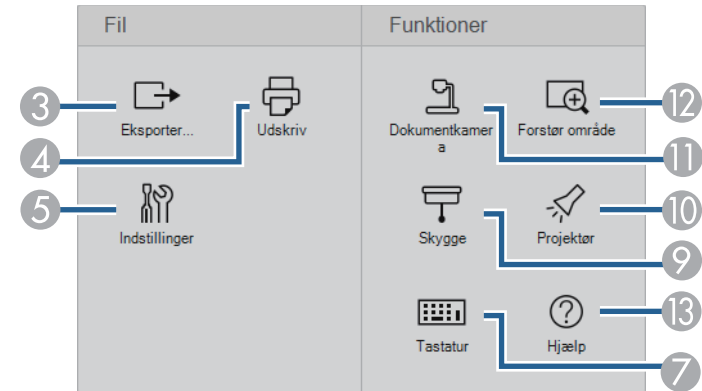 Fil
Funktioner
3
Eksporter...
4
Udskriv
5
Indstillinger
Dokumentkamer
a
11
Forstør område
12
Skygge
9
Projektør
10
Tastatur
7
Hjælp
13